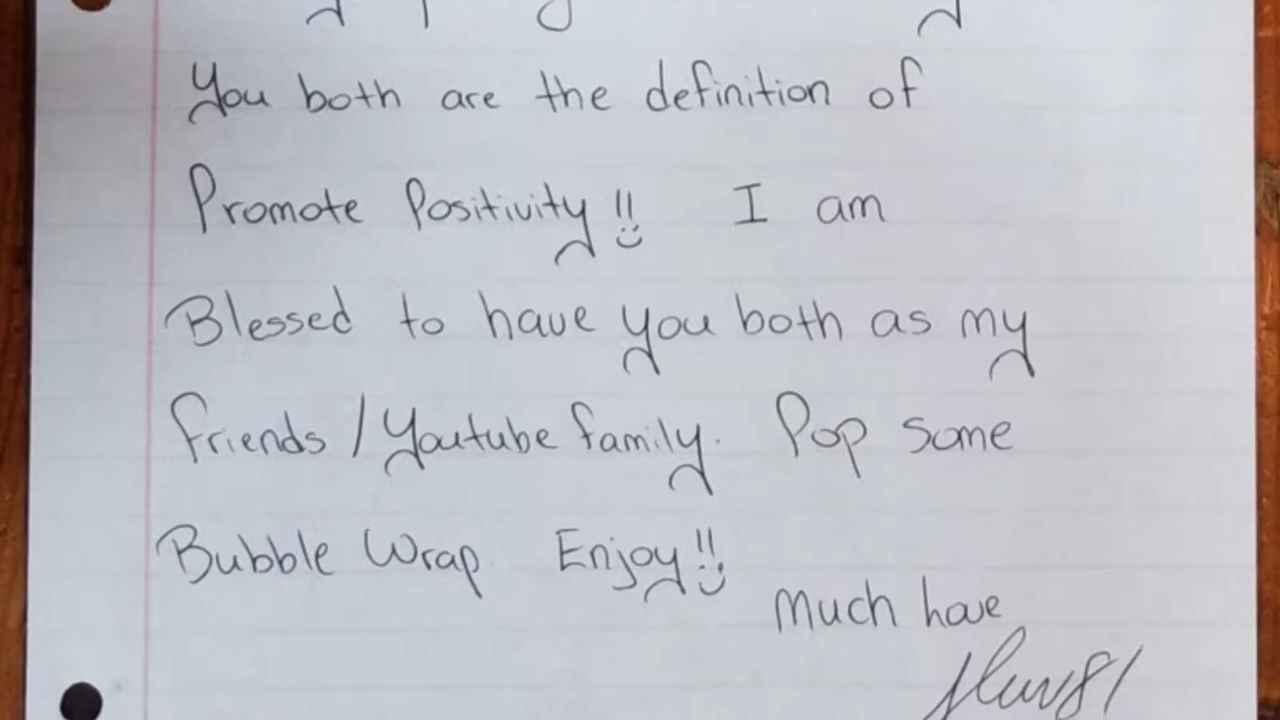 You both are the definition of
Promote Positivity!!  I am
Blessed to have you both as my
friends / Youtube family. Pop some
Bubble Wrap Enjoy!!
Much love